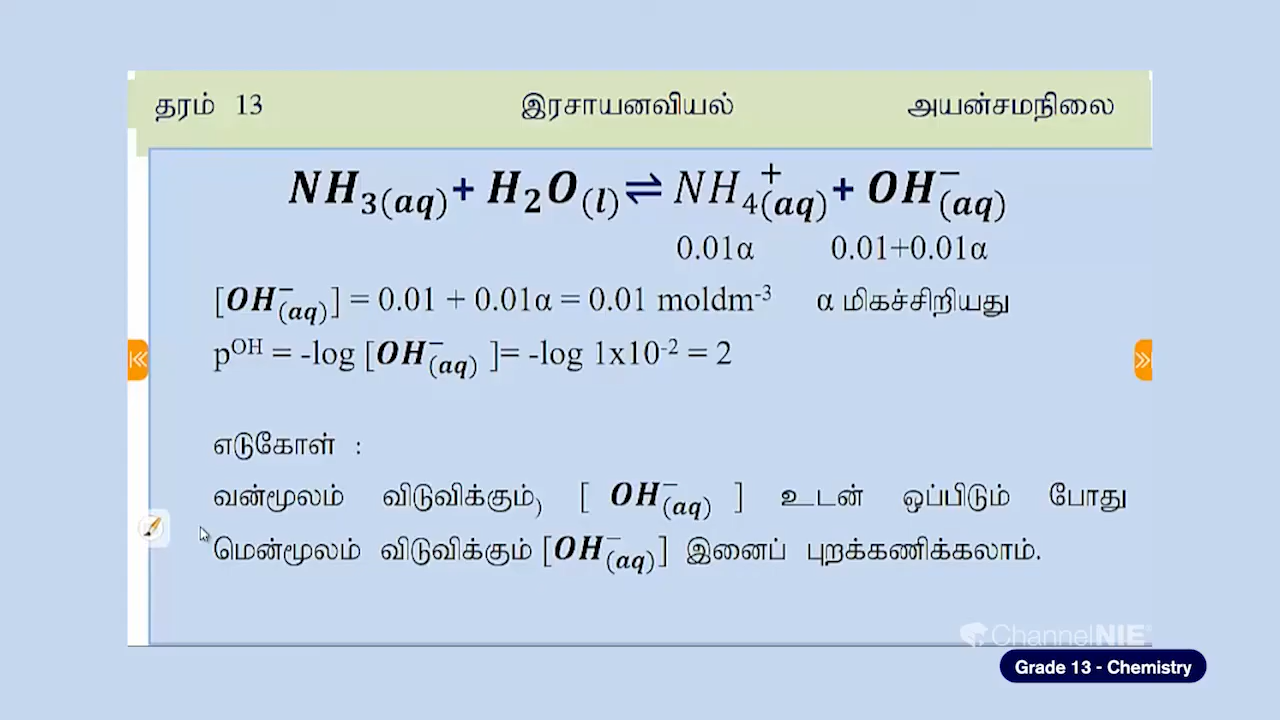 தரம் 13 இரசாயனவியல் அயன்சமநிலை
NH₃(aq) + H₂O(l) ⇌ NH₄⁺(aq) + OH⁻(aq)
0.01α 0.01+0.01α
[OH⁻(aq)] = 0.01 + 0.01α = 0.01 moldm⁻³ α மிகச்சிறியது
pᴼᴴ = -log [OH⁻(aq) ]= -log 1x10⁻² = 2
எடுகோள் :
வன்மூலம் விடுவிக்கும் [ OH⁻(aq) ] உடன் ஒப்பிடும் போது
மென்மூலம் விடுவிக்கும் [OH⁻(aq)] இனைப் புறக்கணிக்கலாம்.
ChannelNIE
Grade 13 - Chemistry